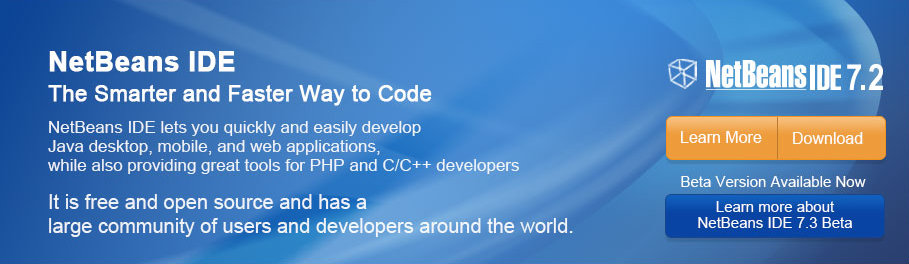 NetBeans IDE
The Smarter and Faster Way to Code
NetBeans IDE lets you quickly and easily develop
Java desktop, mobile, and web applications,
while also providing great tools for PHP and C/C++ developers
It is free and open source and has a
large community of users and developers around the world.
NetBeans IDE 7.2
Learn More
Download
Beta Version Available Now
Learn more about
NetBeans IDE 7.3 Beta